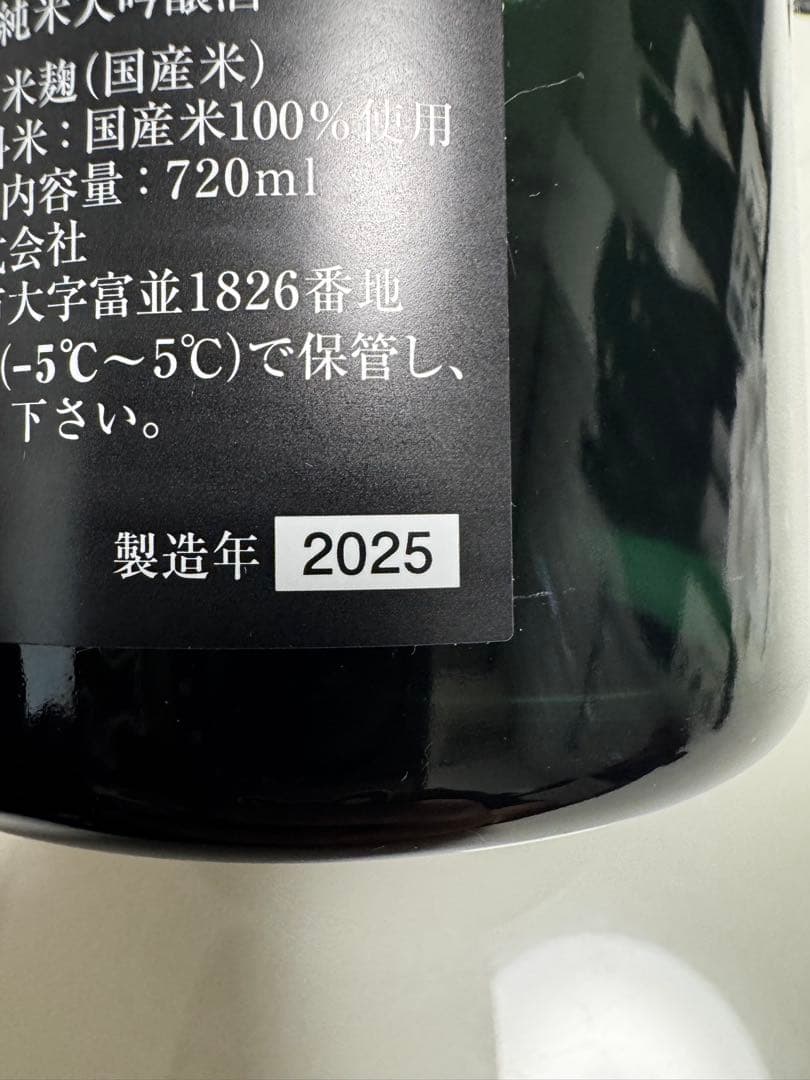 純米大吟醸酒
米麹(国産米)
米：国産米100％使用
内容量：720ml
式会社
大字富並1826番地
(-5℃～5℃)で保管し、
下さい。
製造年 2025